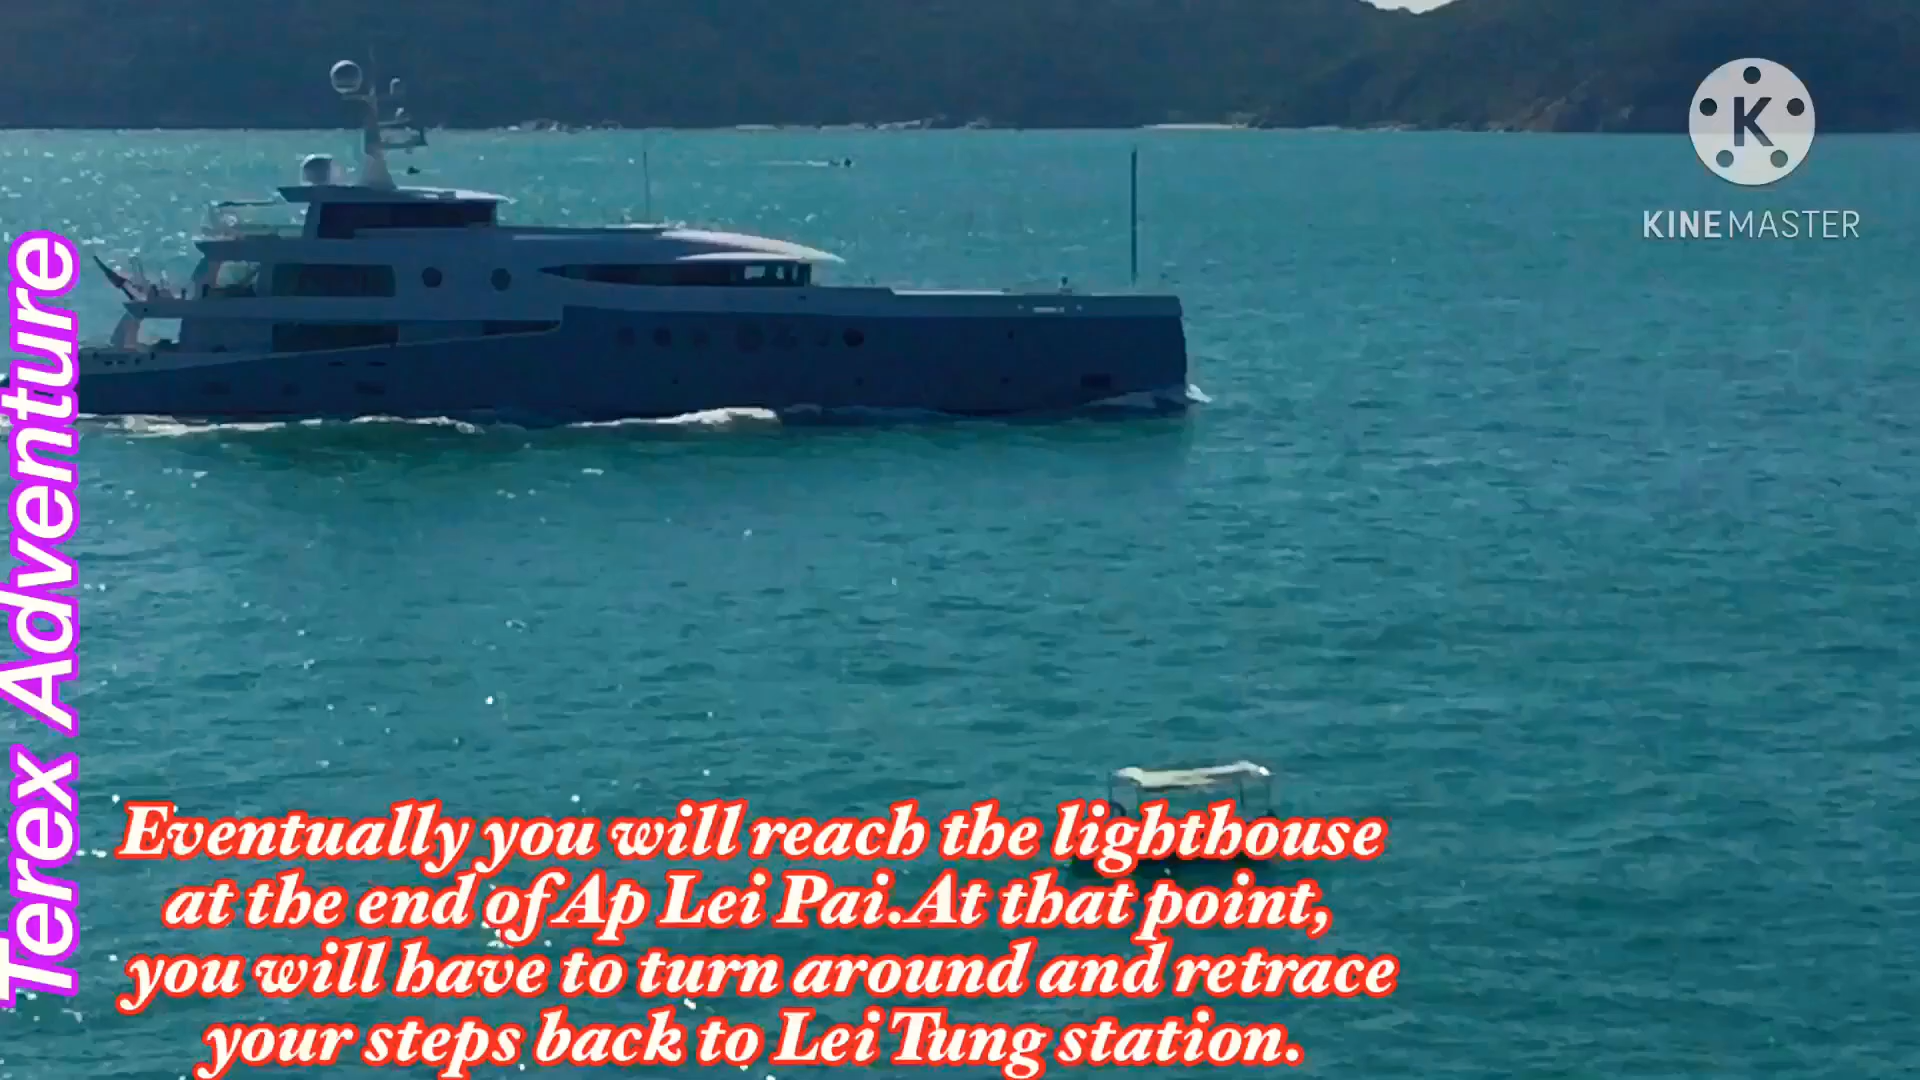 K
KINEMASTER
Terex Adventure
Eventually you will reach the lighthouse
at the end of Ap Lei Pai.At that point,
you will have to turn around and retrace
your steps back to Lei Tung station.